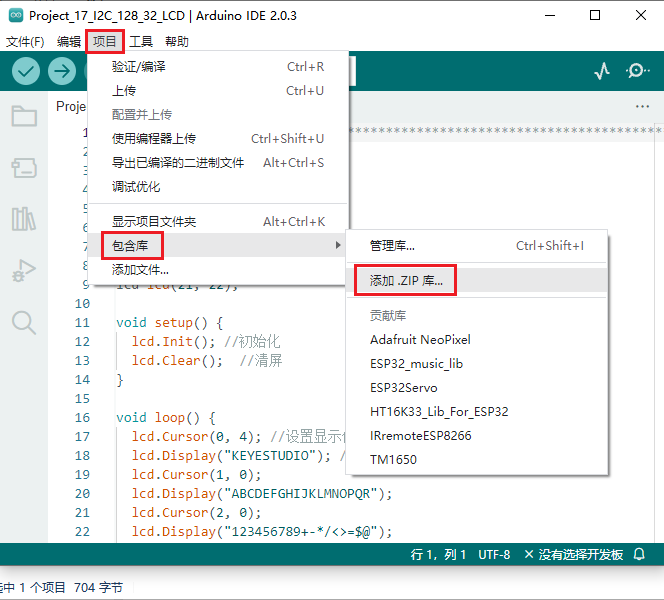 Project_17_I2C_128_32_LCD | Arduino IDE 2.0.3
文件(F) 编辑 项目 工具 帮助
验证/编译 Ctrl+R
上传 Ctrl+U
配置并上传
使用编程器上传 Ctrl+Shift+U
导出已编译的二进制文件 Alt+Ctrl+S
调试优化
显示项目文件夹 Alt+Ctrl+K
包含库
添加文件...
管理库... Ctrl+Shift+I
添加 .ZIP 库...
贡献库
Adafruit NeoPixel
ESP32_music_lib
ESP32Servo
HT16K33_Lib_For_ESP32
IRremoteESP8266
TM1650
Proje
1
2
3
4
5
6
7
8
9
10
11 void setup() {
12 lcd.Init(); //初始化
13 lcd.Clear(); //清屏
14 }
15
16 void loop() {
17 lcd.Cursor(0, 4); //设置显示
18 lcd.Display("KEYESTUDIO"); /
19 lcd.Cursor(1, 0);
20 lcd.Display("ABCDEFGHIJKLMNOPQR");
21 lcd.Cursor(2, 0);
22 lcd.Display("123456789+-*/<>=$@");
行 1，列 1 UTF-8 × 没有选择开发板
选中 1 个项目 704 字节